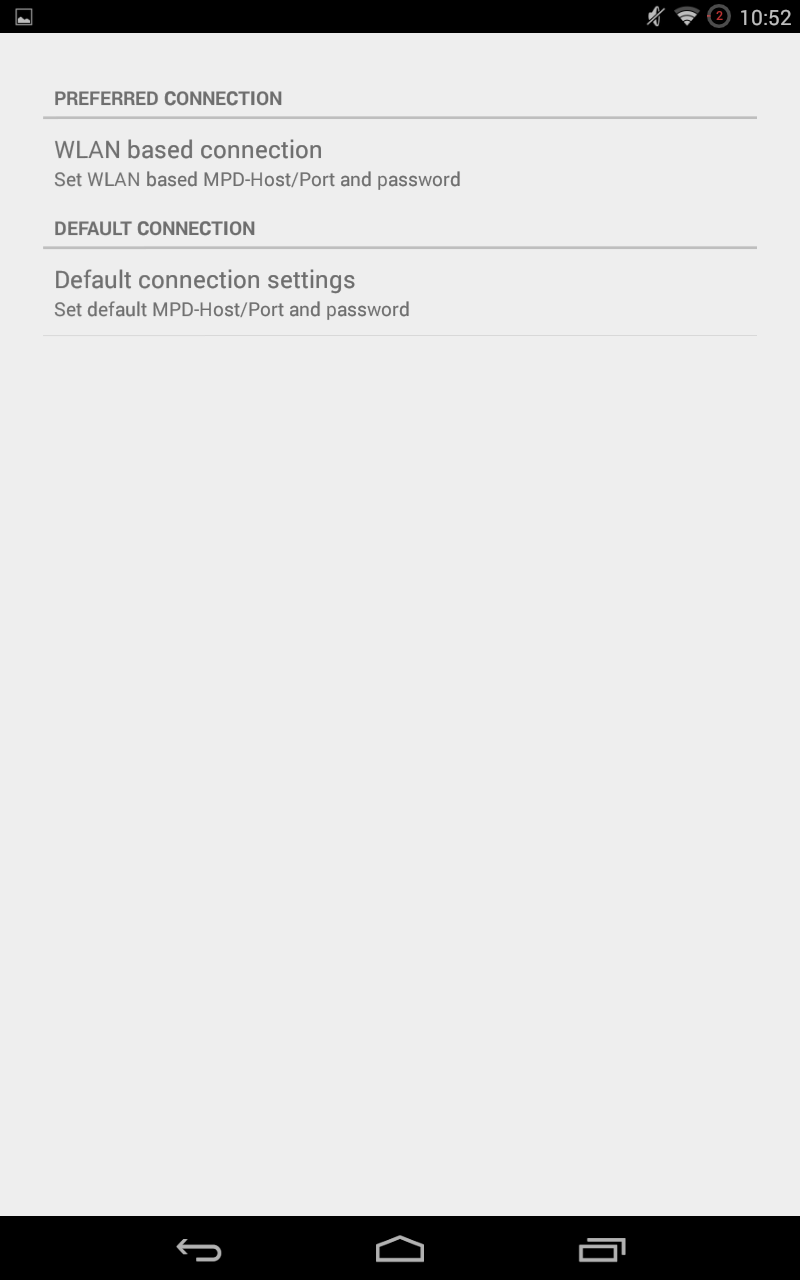 2
10:52
PREFERRED CONNECTION
WLAN based connection
Set WLAN based MPD-Host/Port and password
DEFAULT CONNECTION
Default connection settings
Set default MPD-Host/Port and password